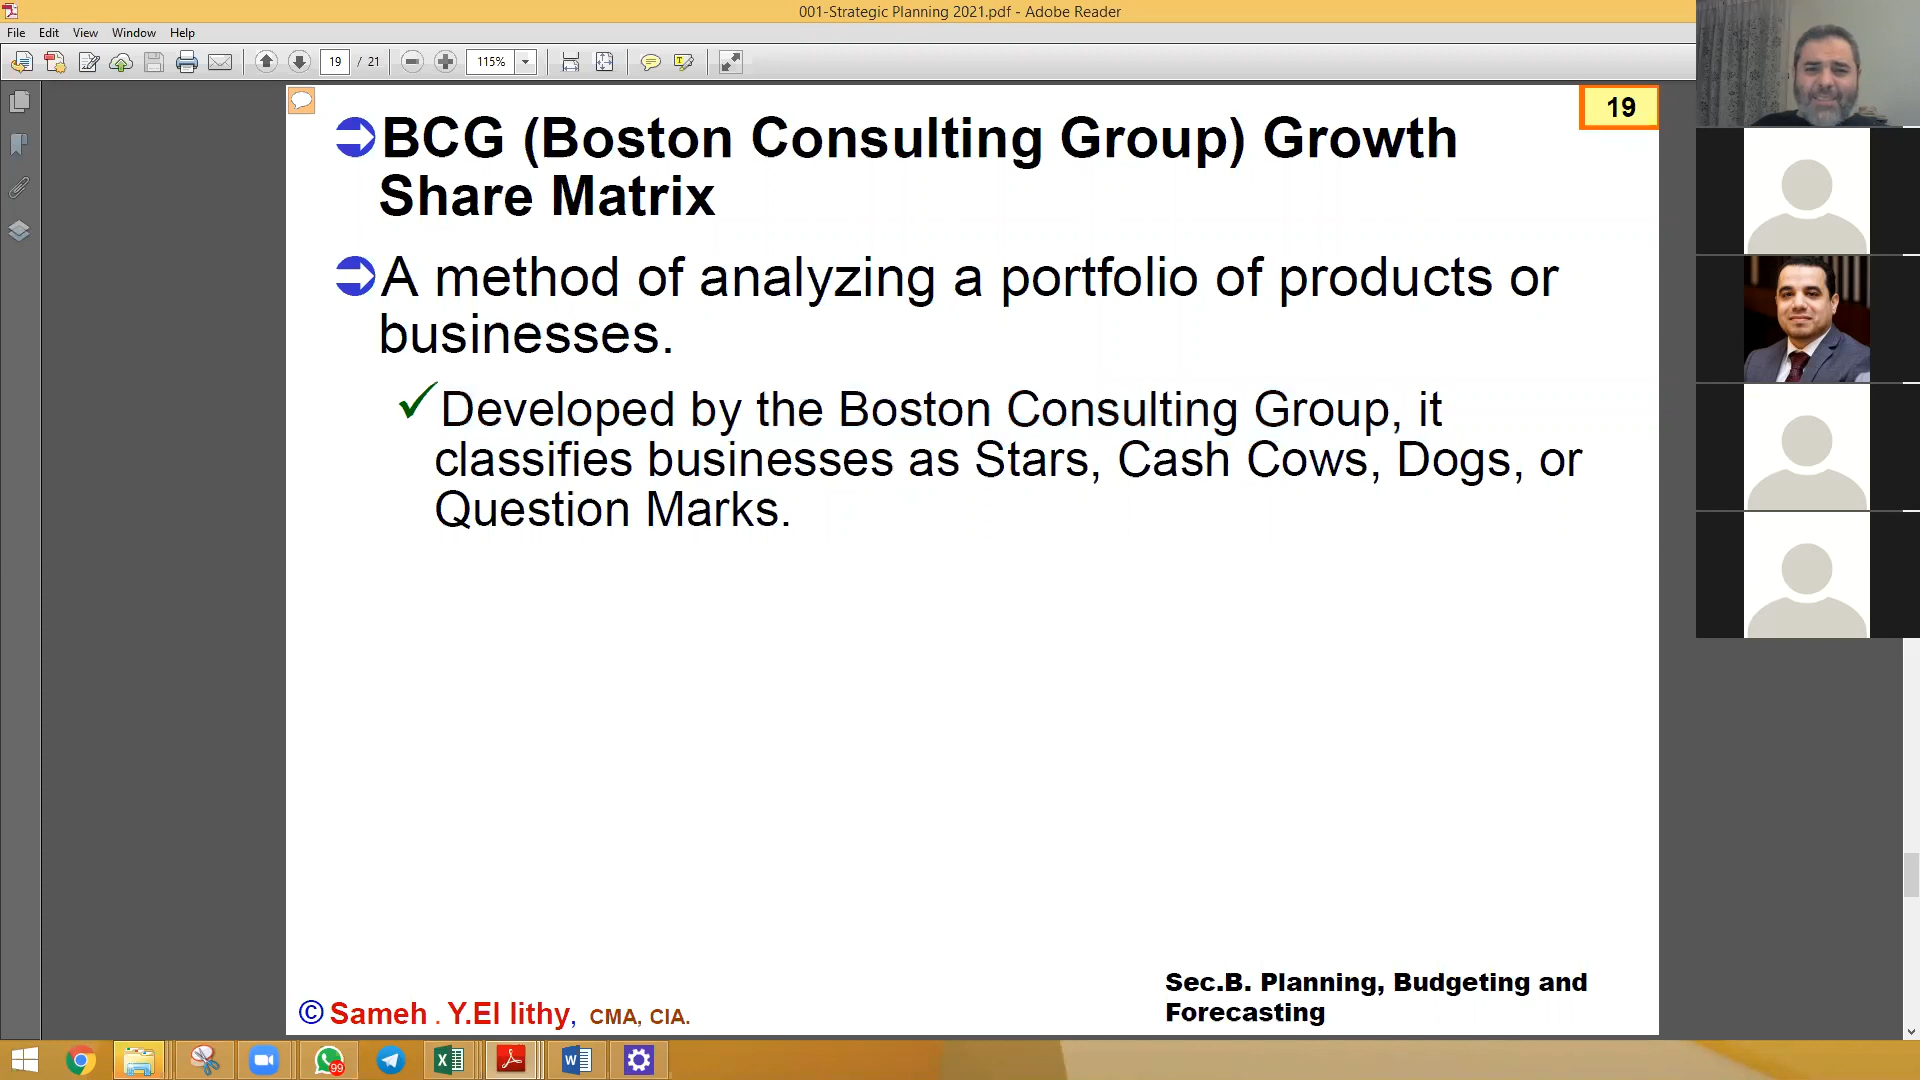 001-Strategic Planning 2021.pdf - Adobe Reader
File Edit View Window Help
19 / 21 115%
19
BCG (Boston Consulting Group) Growth
Share Matrix
A method of analyzing a portfolio of products or
businesses.
Developed by the Boston Consulting Group, it
classifies businesses as Stars, Cash Cows, Dogs, or
Question Marks.
Sec.B. Planning, Budgeting and
Forecasting
© Sameh . Y.El lithy, CMA, CIA.
99